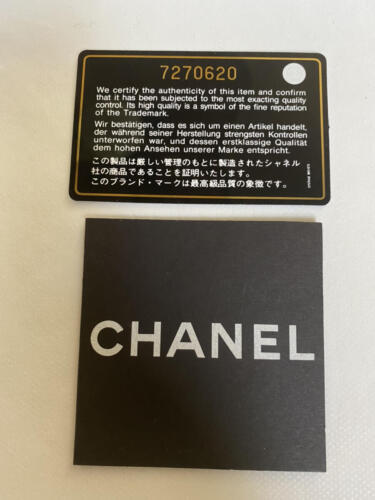 7270620
We certify the authenticity of this item and confirm
that it has been subjected to the most exacting quality
control. Its high quality is a symbol of the fine reputation
of the Trademark.
Wir bestätigen, dass es sich um einen Artikel handelt,
der während seiner Herstellung strengsten Kontrollen
unterworfen war, und dessen erstklassige Qualität
dem hohen Ansehen unserer Marke entspricht.
この製品は厳しい管理のもとに製造されたシャネル
社の商品であることを証明いたします。
このブランド・マークは最高級品質の象徴です。
CHANEL